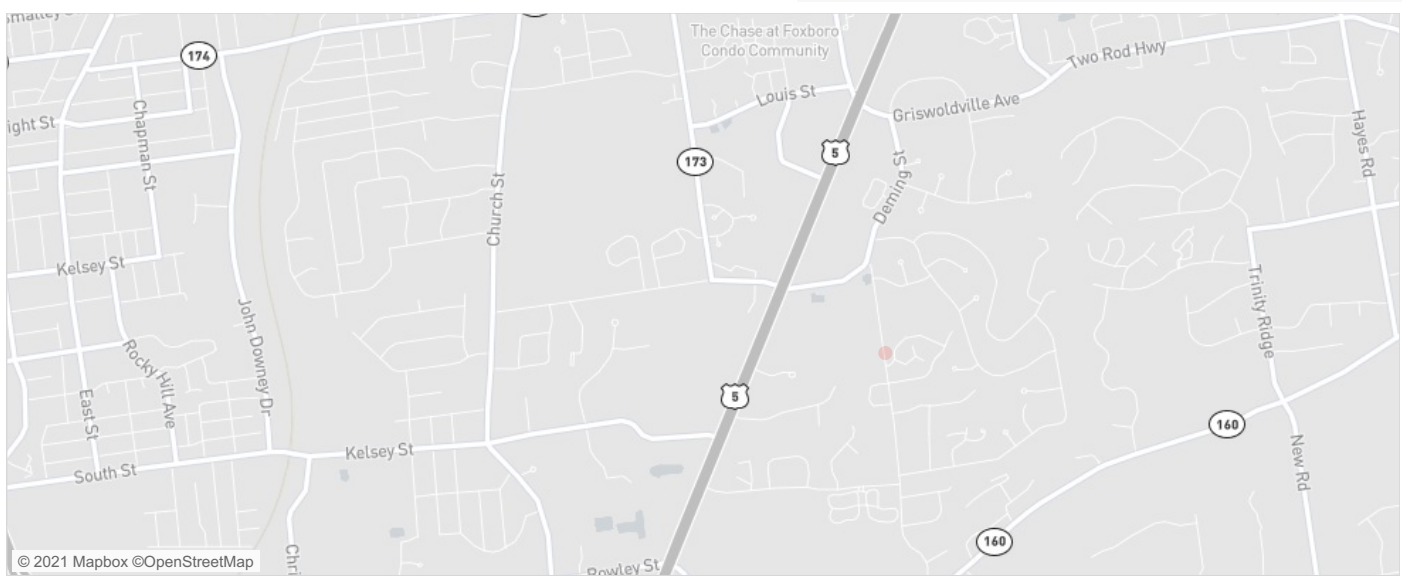 The Chase at Foxboro
Condo Community
174
Two Rod Hwy
Louis St
Griswoldville Ave
Chapman St
Hayes Rd
173
5
Deming St
Church St
Kelsey St
Trinity Ridge
John Downey Dr
Rocky Hill Ave
East St
5
160
Kelsey St
South St
New Rd
160
Rowley St
© 2021 Mapbox ©OpenStreetMap